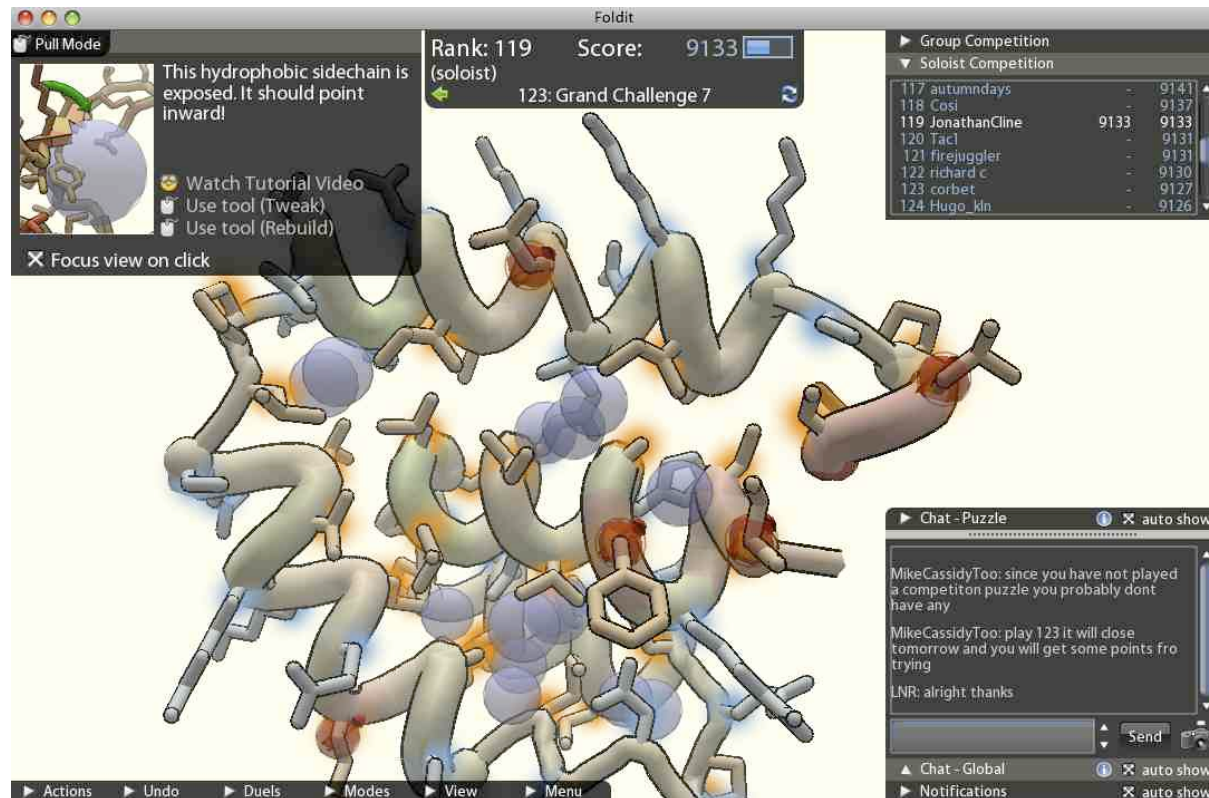 Foldit
Pull Mode
This hydrophobic sidechain is
exposed. It should point
inward!
Watch Tutorial Video
Use tool (Tweak)
Use tool (Rebuild)
Focus view on click
Rank: 119 Score: 9133
(soloist)
123: Grand Challenge 7
Group Competition
Soloist Competition
117 autumndays - 9141
118 Cosi - 9137
119 JonathanCline 9133 9133
120 Tac1 - 9131
121 firejuggler - 9131
122 richard c - 9130
123 corbet - 9127
124 Hugo_kln - 9126
Chat - Puzzle auto show
MikeCassidyToo: since you have not played
a competiton puzzle you probably dont
have any
MikeCassidyToo: play 123 it will close
tomorrow and you will get some points fro
trying
LNR: alright thanks
Send
Chat - Global auto show
Notifications auto show
Actions Undo Duels Modes View Menu